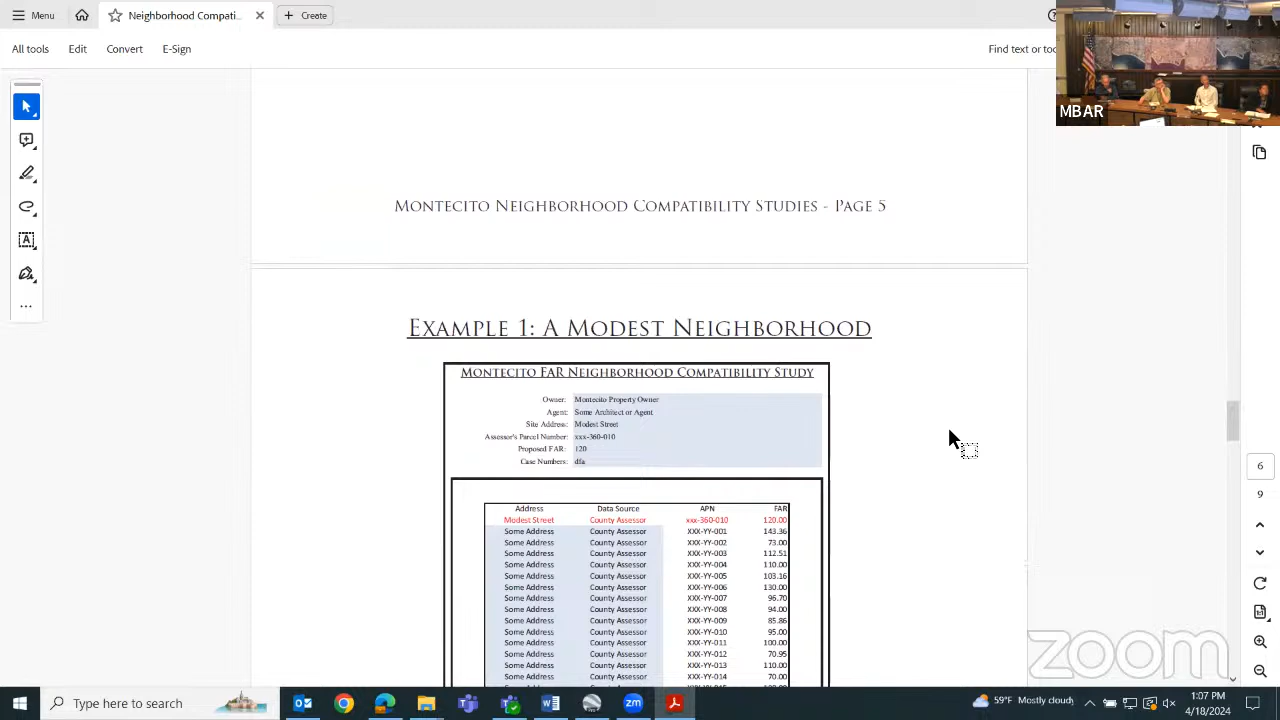 Menu
Neighborhood Compati...
Create
All tools
Edit
Convert
E-Sign
Find text or too
MBAR
Montecito Neighborhood Compatibility Studies - Page 5
Example 1: A Modest Neighborhood
Montecito FAR Neighborhood Compatibility Study
Owner: Montecito Property Owner
Agent: Some Architect or Agent
Site Address: Modest Street
Assessor's Parcel Number: xxx-360-010
Proposed FAR: 120
Case Numbers: dfa
Address Data Source APN FAR
Modest Street County Assessor xxx-360-010 120.00
Some Address County Assessor XXX-YY-001 143.36
Some Address County Assessor XXX-YY-002 73.00
Some Address County Assessor XXX-YY-003 112.51
Some Address County Assessor XXX-YY-004 110.00
Some Address County Assessor XXX-YY-005 103.16
Some Address County Assessor XXX-YY-006 130.00
Some Address County Assessor XXX-YY-007 96.70
Some Address County Assessor XXX-YY-008 94.00
Some Address County Assessor XXX-YY-009 85.86
Some Address County Assessor XXX-YY-010 95.00
Some Address County Assessor XXX-YY-011 100.00
Some Address County Assessor XXX-YY-012 70.95
Some Address County Assessor XXX-YY-013 110.00
Some Address County Assessor XXX-YY-014 70.00
6
9
zoom
Type here to search
59°F Mostly cloudy
1:07 PM
4/18/2024